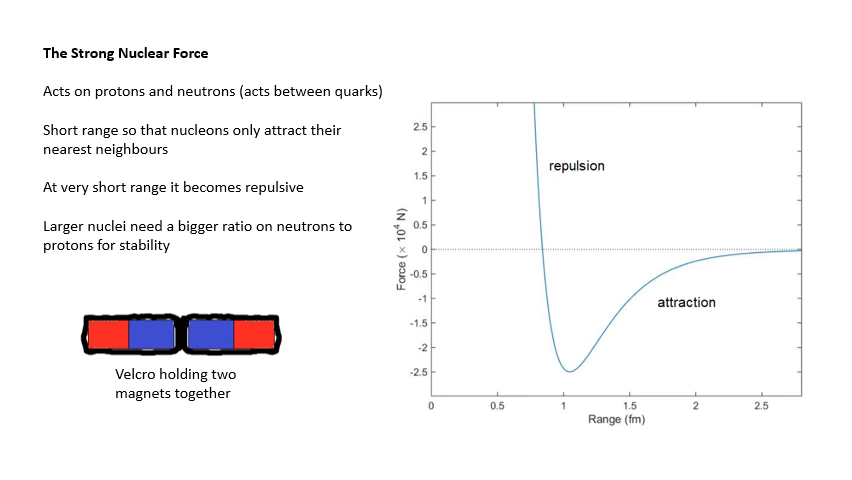 The Strong Nuclear Force
Acts on protons and neutrons (acts between quarks)
Short range so that nucleons only attract their
nearest neighbours
At very short range it becomes repulsive
Larger nuclei need a bigger ratio on neutrons to
protons for stability
Velcro holding two
magnets together
Force (× 10⁴ N)
2.5
2
1.5
1
0.5
0
-0.5
-1
-1.5
-2
-2.5
repulsion
attraction
0 0.5 1 1.5 2 2.5
Range (fm)